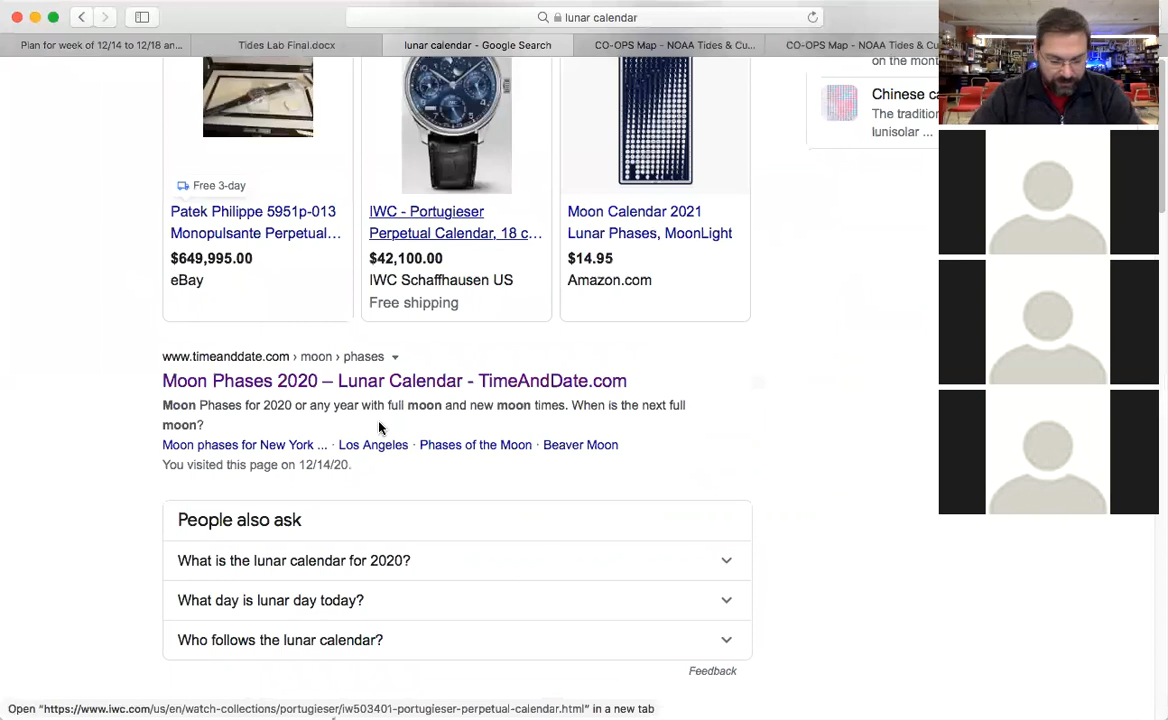 lunar calendar
Plan for week of 12/14 to 12/18 an...
Tides Lab Final.docx
lunar calendar - Google Search
CO-OPS Map - NOAA Tides & Cu...
CO-OPS Map - NOAA Tides & Cu
on the mont
Chinese ca
The tradition
lunisolar ...
Free 3-day
Patek Philippe 5951p-013
Monopulsante Perpetual...
$649,995.00
eBay
IWC - Portugieser
Perpetual Calendar, 18 c...
$42,100.00
IWC Schaffhausen US
Free shipping
Moon Calendar 2021
Lunar Phases, MoonLight
$14.95
Amazon.com
www.timeanddate.com › moon › phases
Moon Phases 2020 – Lunar Calendar - TimeAndDate.com
Moon Phases for 2020 or any year with full moon and new moon times. When is the next full
moon?
Moon phases for New York ... · Los Angeles · Phases of the Moon · Beaver Moon
You visited this page on 12/14/20.
People also ask
What is the lunar calendar for 2020?
What day is lunar day today?
Who follows the lunar calendar?
Feedback
Open “https://www.iwc.com/us/en/watch-collections/portugieser/iw503401-portugieser-perpetual-calendar.html” in a new tab